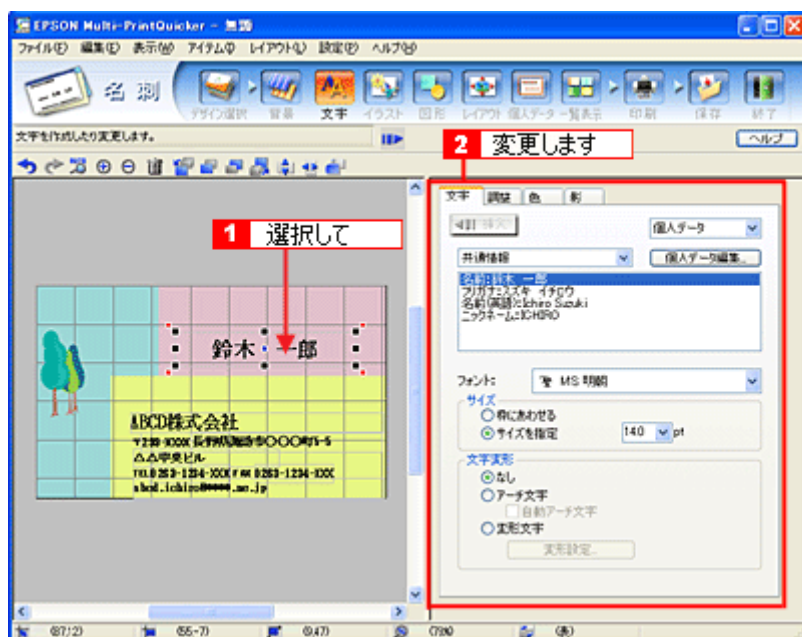 EPSON Multi-PrintQuicker - 無題
ファイル(F) 編集(E) 表示(W) アイテム(I) レイアウト(L) 設定(P) ヘルプ(H)
名刺
デザイン選択 背景 文字 イラスト 図形 レイアウト 個人データ 一覧表示 印刷 保存 終了
文字を作成したり変更します。
ヘルプ
2 変更します
1 選択して
文字 調整 色 影
個人データ
共通情報
個人データ編集...
名前:鈴木 一郎
フリガナ:スズキ イチロウ
名前(英語):Ichiro Suzuki
ニックネーム:ICHIRO
鈴木 一郎
フォント: MS 明朝
サイズ
枠にあわせる
サイズを指定 14.0 pt
ABCD株式会社
△△中央ビル
TEL 0263-1234-XXX FAX 0263-1234-XXX
文字変形
なし
アーチ文字
自動アーチ文字
変形文字
変形設定...
(表)